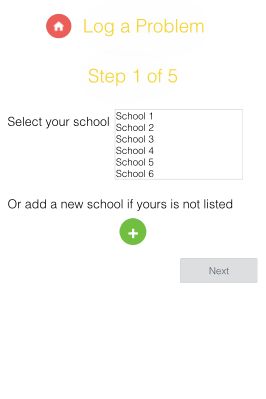 Log a Problem
Step 1 of 5
Select your school
School 1
School 2
School 3
School 4
School 5
School 6
Or add a new school if yours is not listed
+
Next